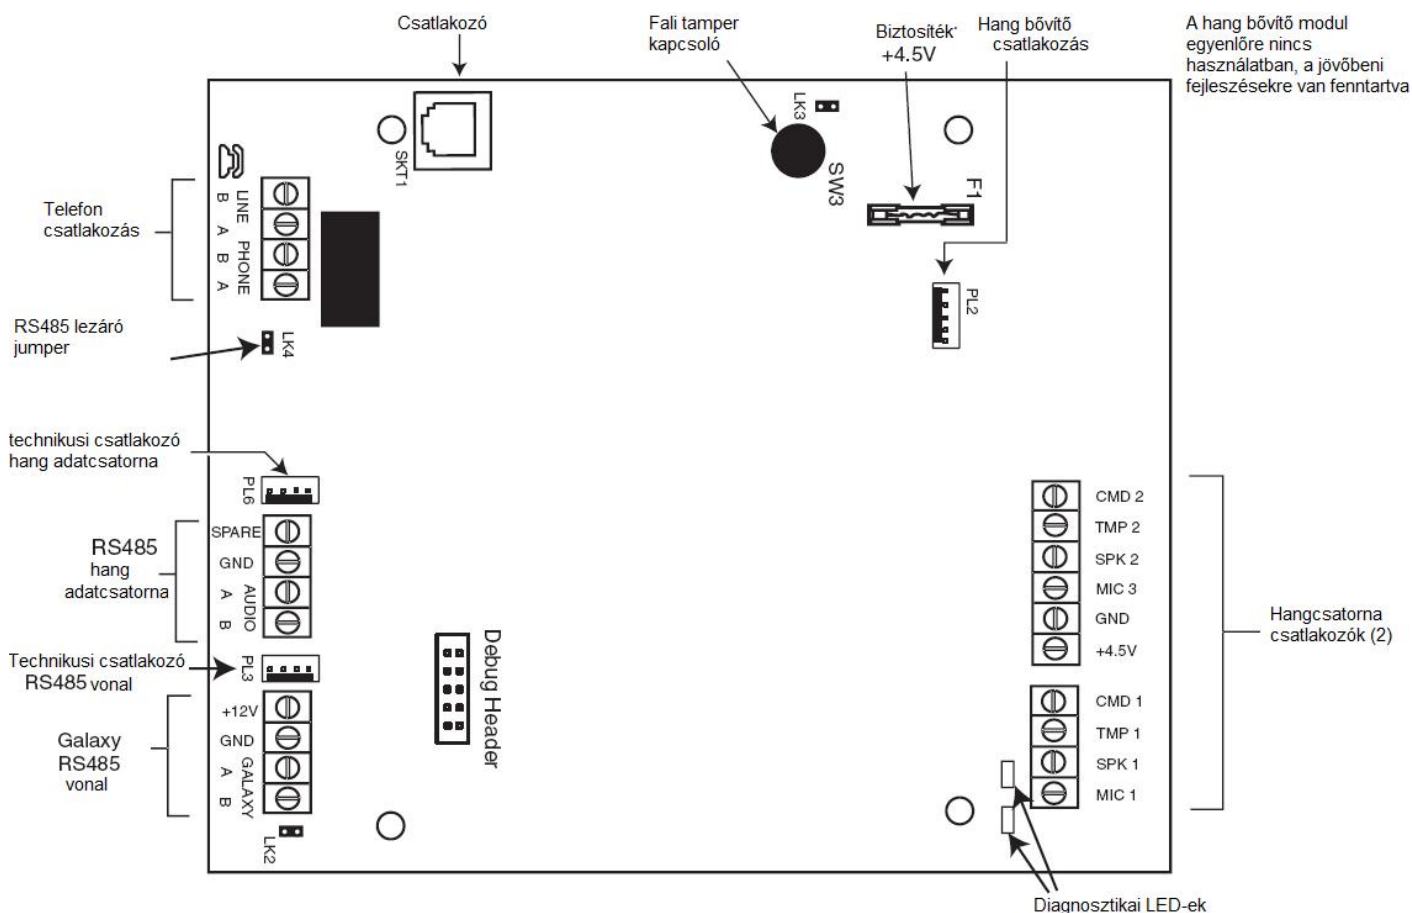 Csatlakozó
Fali tamper
kapcsoló
Biztosíték
+4.5V
Hang bővítő
csatlakozás
A hang bővítő modul
egyenlőre nincs
használatban, a jövőbeni
fejlesztésekre van fenntartva
SKT1
LK3
SW3
F1
PL2
Telefon
csatlakozás
B
A
LINE
B
A
PHONE
RS485 lezáró
jumper
LK4
technikusi csatlakozó
hang adatcsatorna
PL6
RS485
hang
adatcsatorna
SPARE
GND
A
B
AUDIO
Technikusi csatlakozó
RS485 vonal
PL3
Galaxy
RS485
vonal
+12V
GND
A
B
GALAXY
LK2
Debug Header
CMD 2
TMP 2
SPK 2
MIC 3
GND
+4.5V
CMD 1
TMP 1
SPK 1
MIC 1
Hangcsatorna
csatlakozók (2)
Diagnosztikai LED-ek